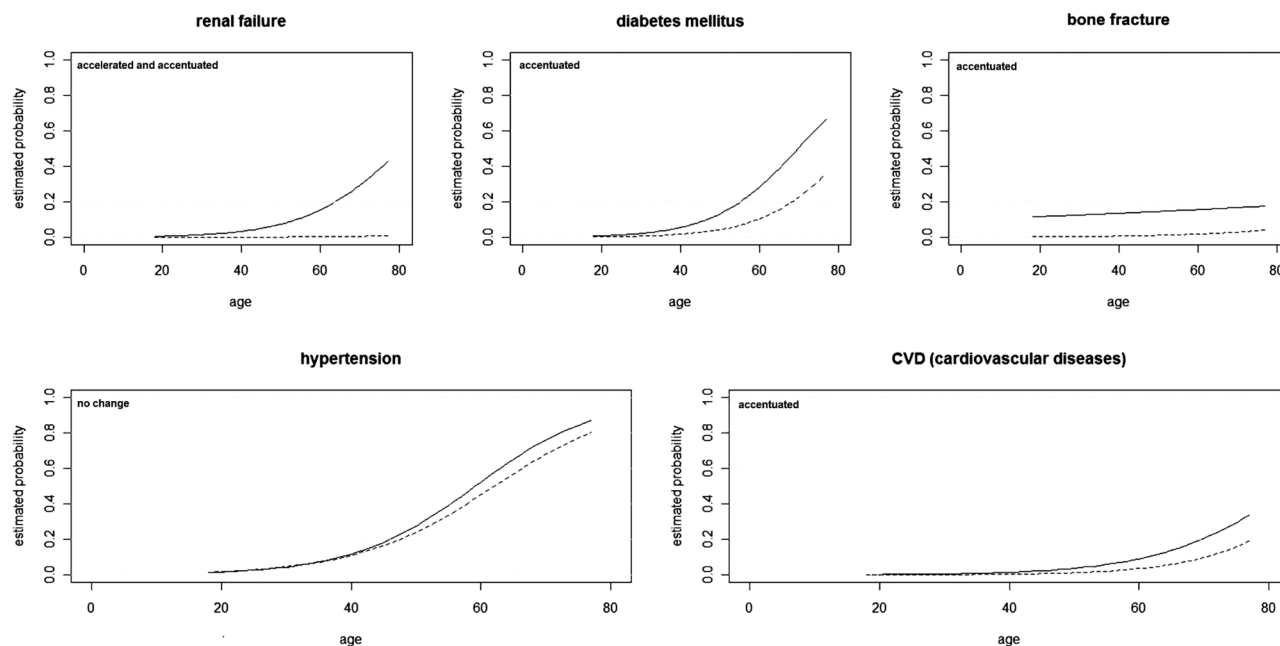 renal failure
accelerated and accentuated
estimated probability
0.0 0.2 0.4 0.6 0.8 1.0
0 20 40 60 80
age
diabetes mellitus
accentuated
estimated probability
0.0 0.2 0.4 0.6 0.8 1.0
0 20 40 60 80
age
bone fracture
accentuated
estimated probability
0.0 0.2 0.4 0.6 0.8 1.0
0 20 40 60 80
age
hypertension
no change
estimated probability
0.0 0.2 0.4 0.6 0.8 1.0
0 20 40 60 80
age
CVD (cardiovascular diseases)
accentuated
estimated probability
0.0 0.2 0.4 0.6 0.8 1.0
0 20 40 60 80
age